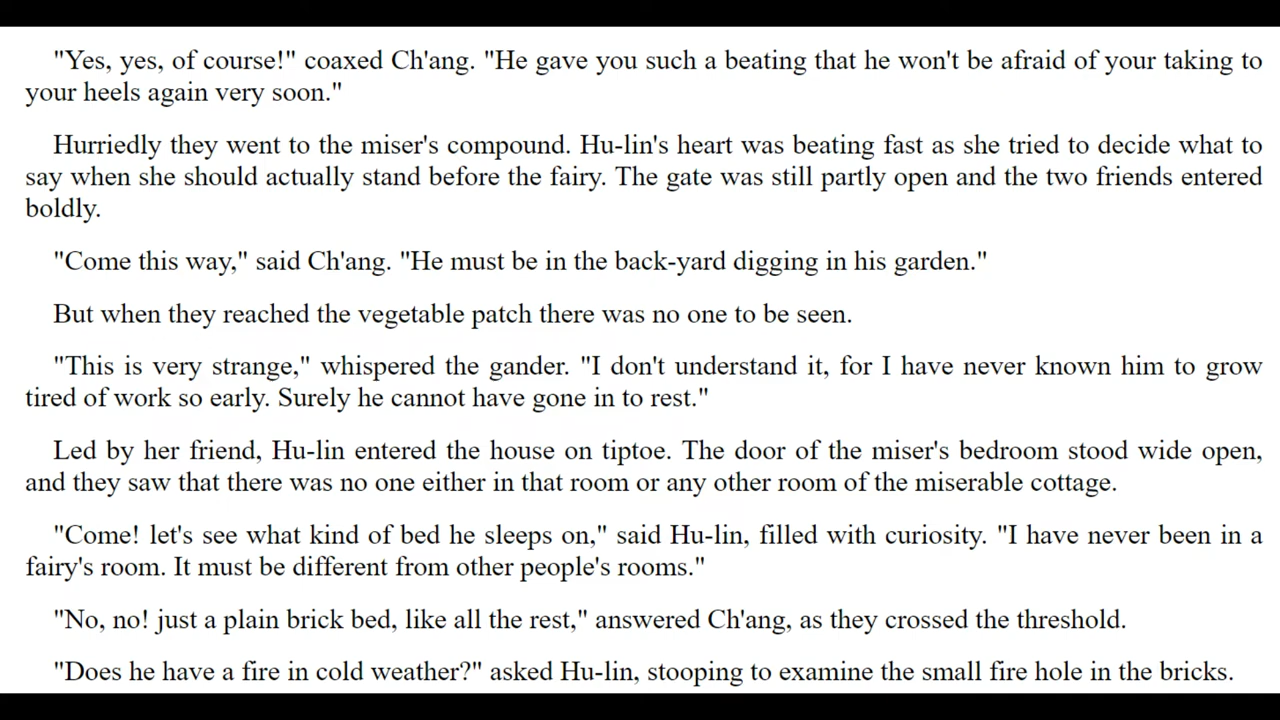 "Yes, yes, of course!" coaxed Ch'ang. "He gave you such a beating that he won't be afraid of your taking to
your heels again very soon."
Hurriedly they went to the miser's compound. Hu-lin's heart was beating fast as she tried to decide what to
say when she should actually stand before the fairy. The gate was still partly open and the two friends entered
boldly.
"Come this way," said Ch'ang. "He must be in the back-yard digging in his garden."
But when they reached the vegetable patch there was no one to be seen.
"This is very strange," whispered the gander. "I don't understand it, for I have never known him to grow
tired of work so early. Surely he cannot have gone in to rest."
Led by her friend, Hu-lin entered the house on tiptoe. The door of the miser's bedroom stood wide open,
and they saw that there was no one either in that room or any other room of the miserable cottage.
"Come! let's see what kind of bed he sleeps on," said Hu-lin, filled with curiosity. "I have never been in a
fairy's room. It must be different from other people's rooms."
"No, no! just a plain brick bed, like all the rest," answered Ch'ang, as they crossed the threshold.
"Does he have a fire in cold weather?" asked Hu-lin, stooping to examine the small fire hole in the bricks.